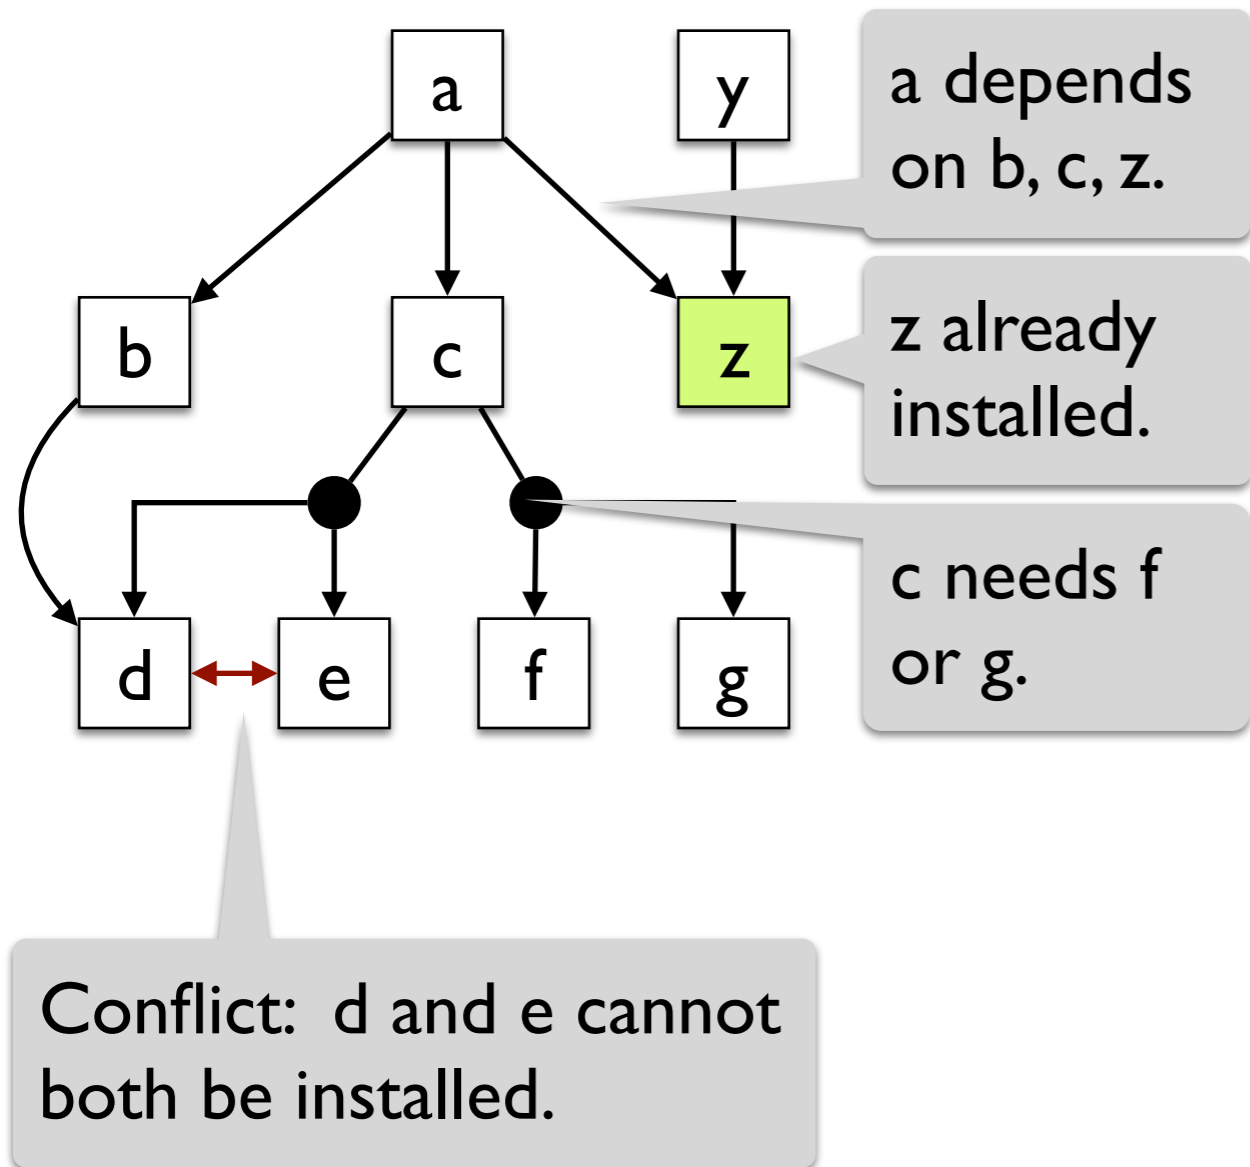 a
y
a depends
on b, c, z.
b
c
z
z already
installed.
c needs f
or g.
d
e
f
g
Conflict: d and e cannot
both be installed.